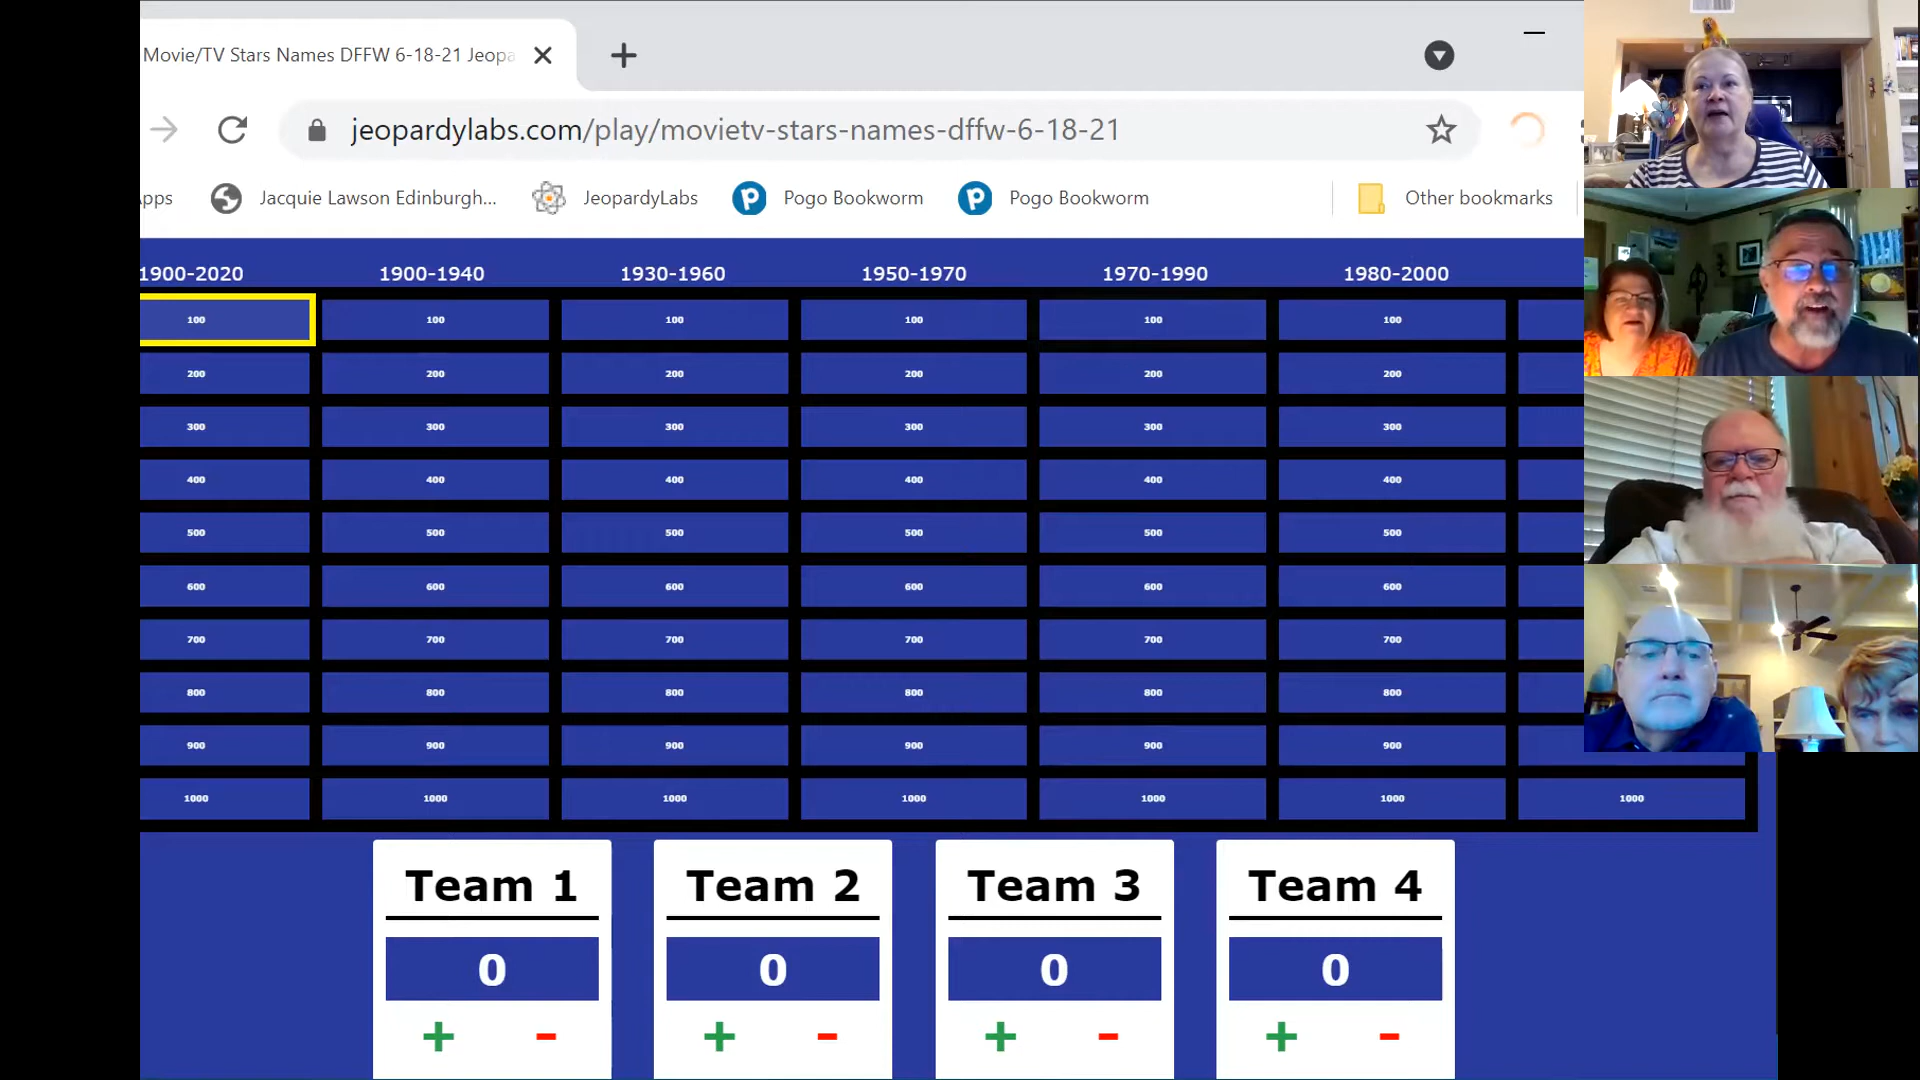 Movie/TV Stars Names DFFW 6-18-21 Jeopa
jeopardylabs.com/play/movietv-stars-names-dffw-6-18-21
Jacquie Lawson Edinburgh... JeopardyLabs Pogo Bookworm Pogo Bookworm Other bookmarks
1900-2020 1900-1940 1930-1960 1950-1970 1970-1990 1980-2000
100 100 100 100 100 100
200 200 200 200 200 200
300 300 300 300 300 300
400 400 400 400 400 400
500 500 500 500 500 500
600 600 600 600 600 600
700 700 700 700 700 700
800 800 800 800 800 800
900 900 900 900 900 900
1000 1000 1000 1000 1000 1000 1000
Team 1 Team 2 Team 3 Team 4
0 0 0 0
+ - + - + - + -